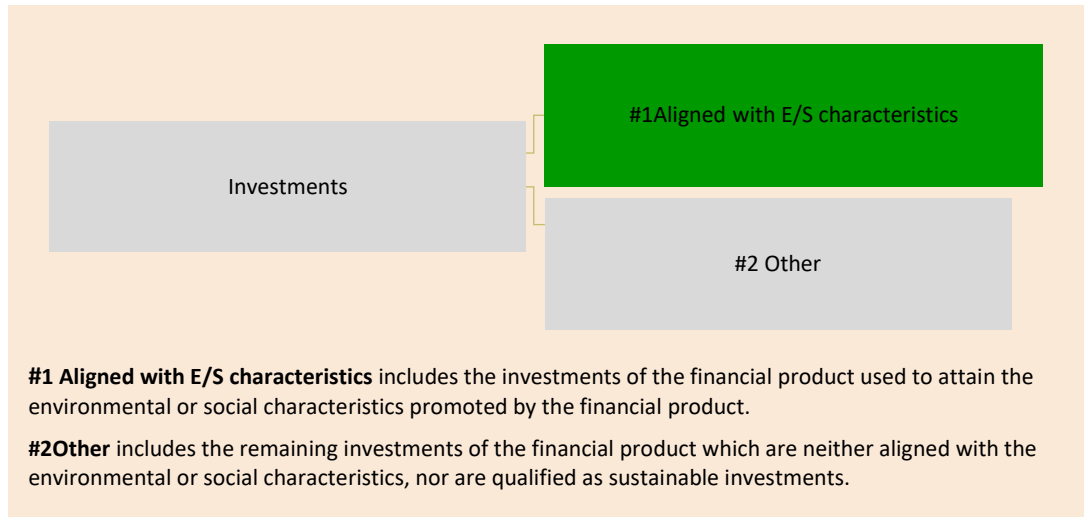 #1Aligned with E/S characteristics
Investments
#2 Other
#1 Aligned with E/S characteristics includes the investments of the financial product used to attain the
environmental or social characteristics promoted by the financial product.
#2Other includes the remaining investments of the financial product which are neither aligned with the
environmental or social characteristics, nor are qualified as sustainable investments.